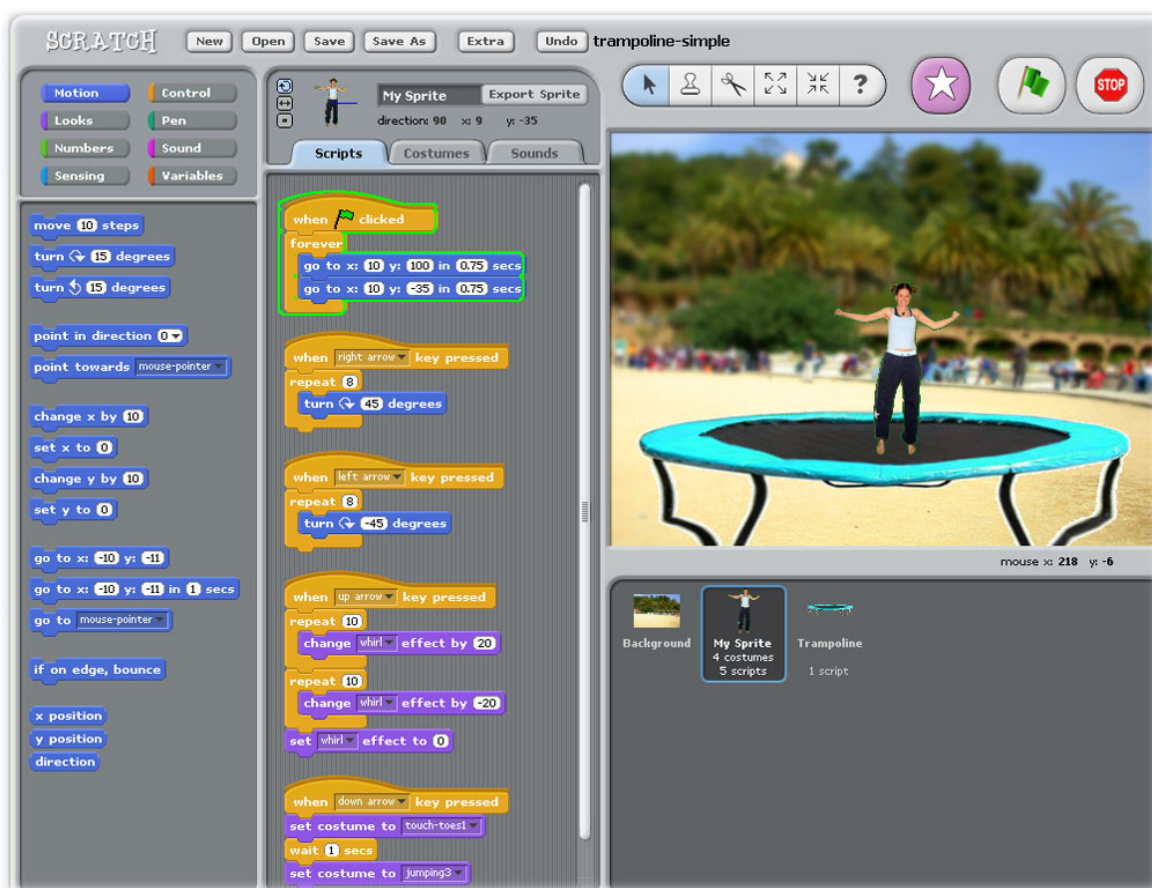 SCRATCH New Open Save Save As Extra Undo trampoline-simple
Motion Control
Looks Pen
Numbers Sound
Sensing Variables
move 10 steps
turn 15 degrees
turn 15 degrees
point in direction 0
point towards mouse-pointer
change x by 10
set x to 0
change y by 10
set y to 0
go to x: -10 y: -11
go to x: -10 y: -11 in 1 secs
go to mouse-pointer
if on edge, bounce
x position
y position
direction
My Sprite Export Sprite
direction: 90 x: 9 y: -35
Scripts Costumes Sounds
when clicked
forever
go to x: 10 y: 100 in 0.75 secs
go to x: 10 y: -35 in 0.75 secs
when right arrow key pressed
repeat 8
turn 45 degrees
when left arrow key pressed
repeat 8
turn -45 degrees
when up arrow key pressed
repeat 10
change whirl effect by 20
repeat 10
change whirl effect by -20
set whirl effect to 0
when down arrow key pressed
set costume to touch-toes1
wait 1 secs
set costume to jumping3
?
STOP
mouse x: 218 y: -6
Background My Sprite Trampoline
4 costumes
5 scripts 1 script